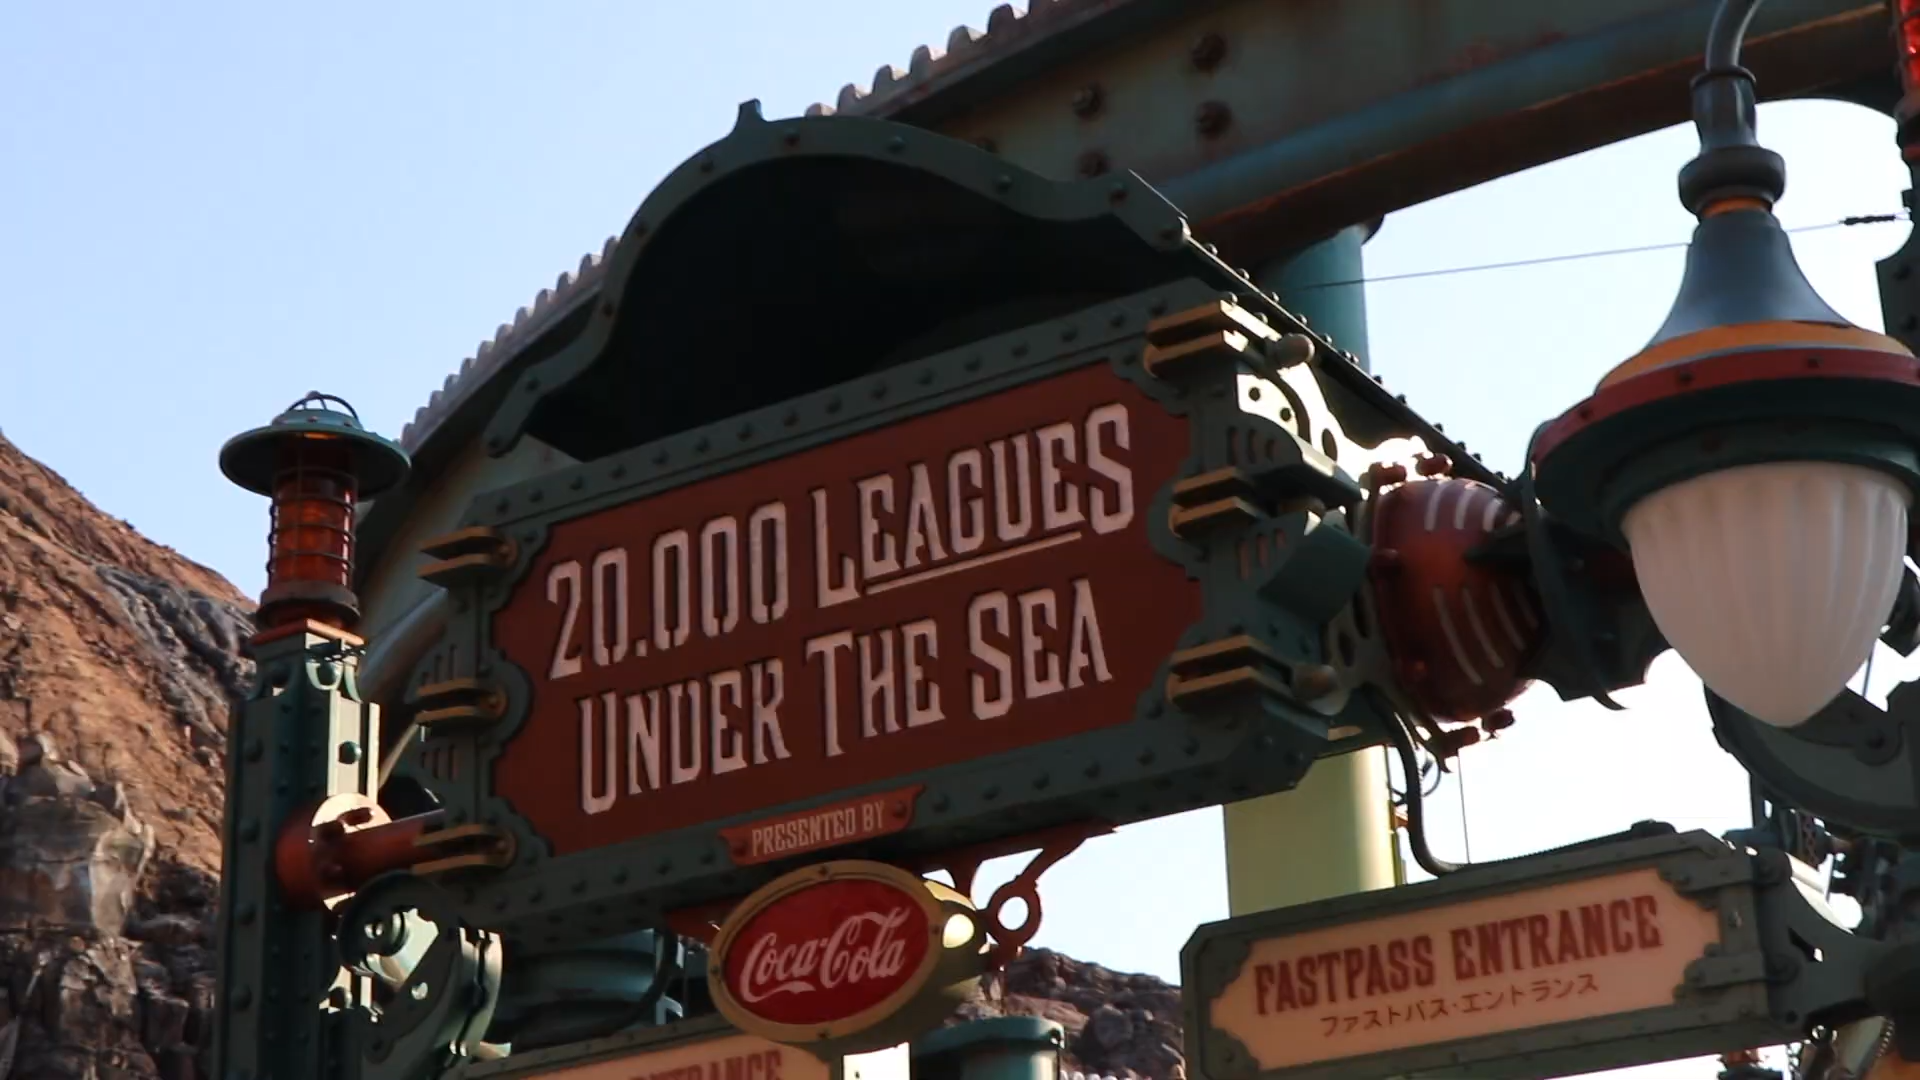 20.000 LEAGUES
UNDER THE SEA
PRESENTED BY
Coca-Cola
FASTPASS ENTRANCE
ファストパス・エントランス